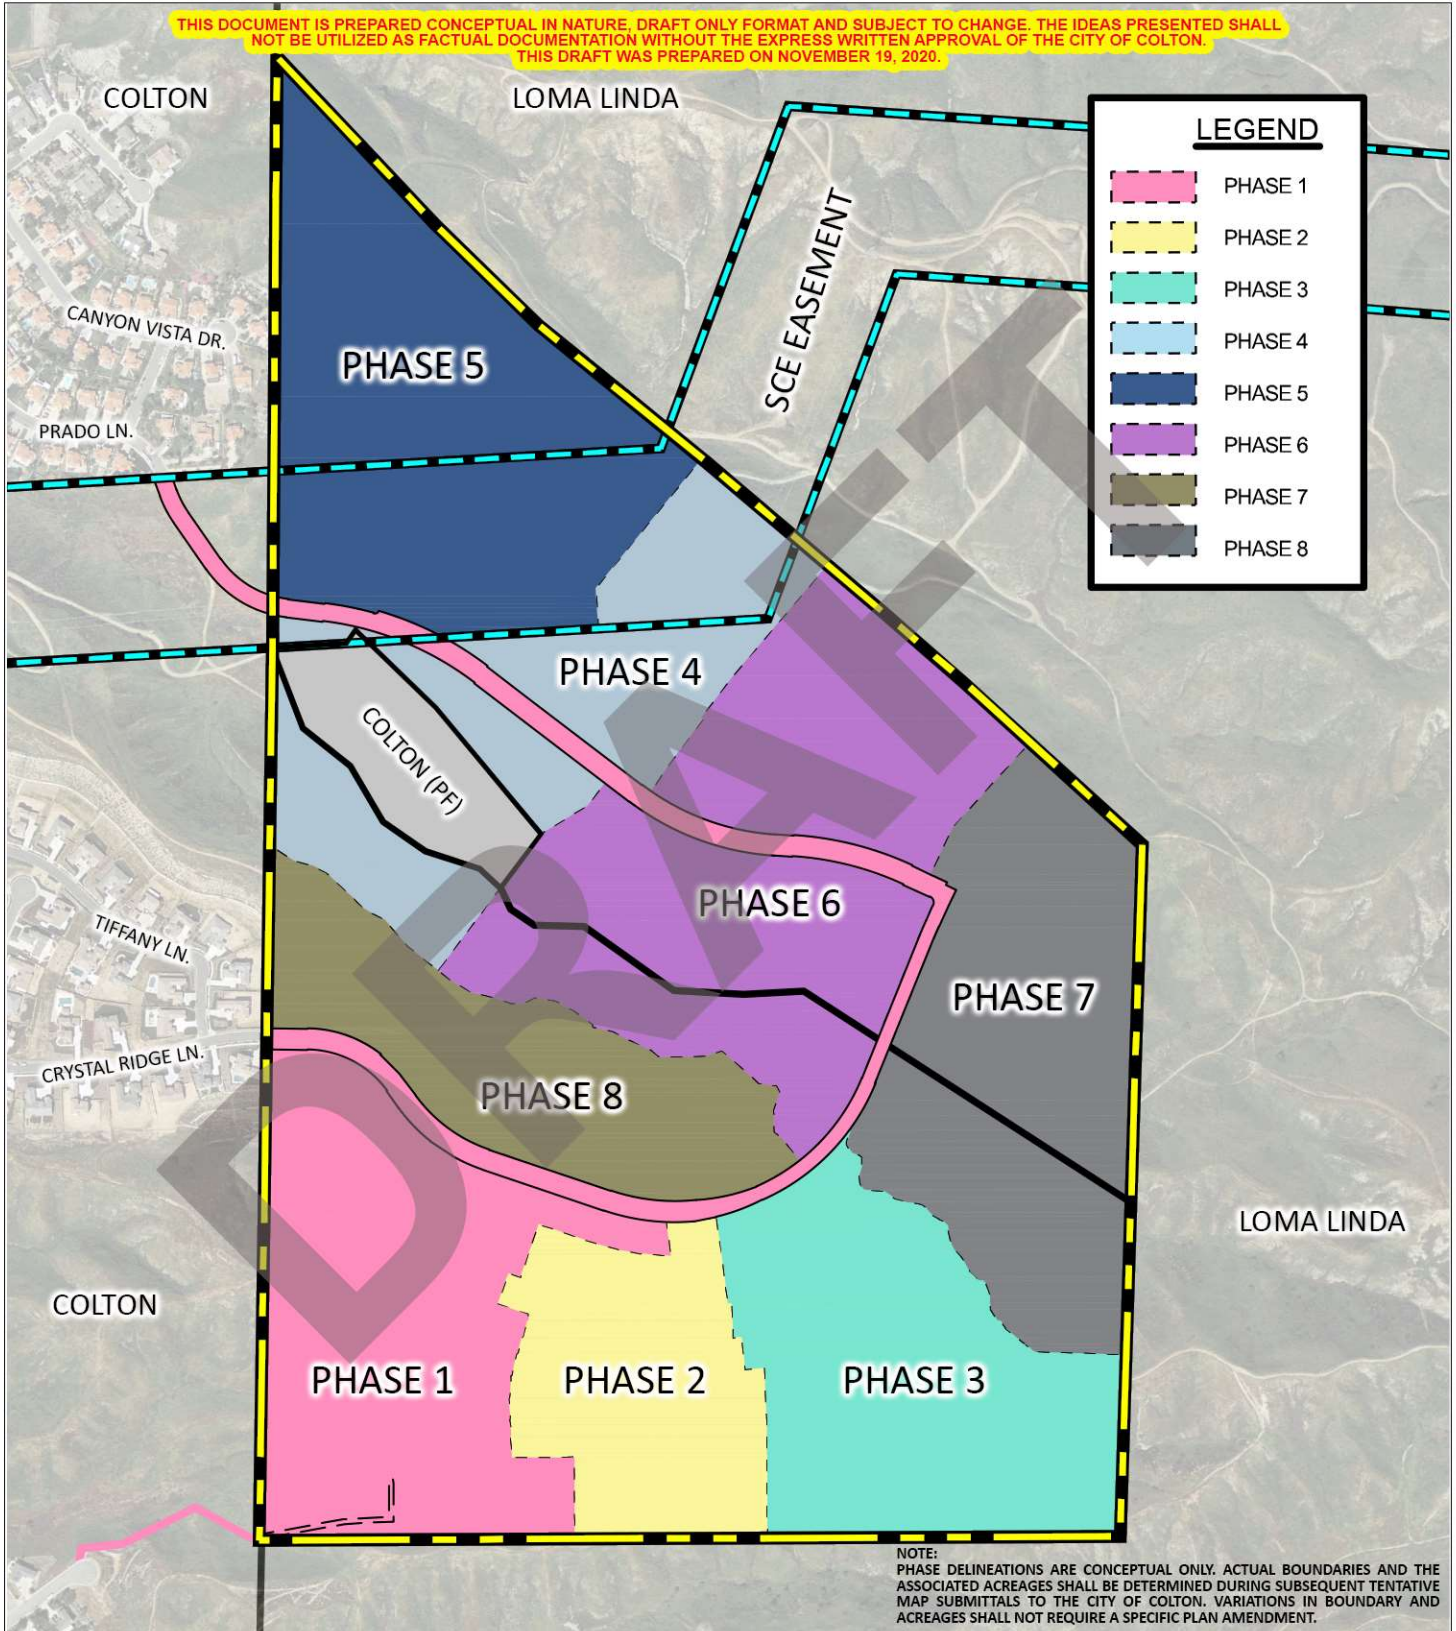 THIS DOCUMENT IS PREPARED CONCEPTUAL IN NATURE, DRAFT ONLY FORMAT AND SUBJECT TO CHANGE. THE IDEAS PRESENTED SHALL
NOT BE UTILIZED AS FACTUAL DOCUMENTATION WITHOUT THE EXPRESS WRITTEN APPROVAL OF THE CITY OF COLTON.
THIS DRAFT WAS PREPARED ON NOVEMBER 19, 2020.
COLTON
LOMA LINDA
LEGEND
PHASE 1
PHASE 2
PHASE 3
PHASE 4
PHASE 5
PHASE 6
PHASE 7
PHASE 8
SCE EASEMENT
CANYON VISTA DR.
PHASE 5
PRADO LN.
PHASE 4
COLTON (PF)
PHASE 6
TIFFANY LN.
PHASE 7
CRYSTAL RIDGE LN.
PHASE 8
LOMA LINDA
COLTON
PHASE 1
PHASE 2
PHASE 3
DRAFT
NOTE:
PHASE DELINEATIONS ARE CONCEPTUAL ONLY. ACTUAL BOUNDARIES AND THE
ASSOCIATED ACREAGES SHALL BE DETERMINED DURING SUBSEQUENT TENTATIVE
MAP SUBMITTALS TO THE CITY OF COLTON. VARIATIONS IN BOUNDARY AND
ACREAGES SHALL NOT REQUIRE A SPECIFIC PLAN AMENDMENT.